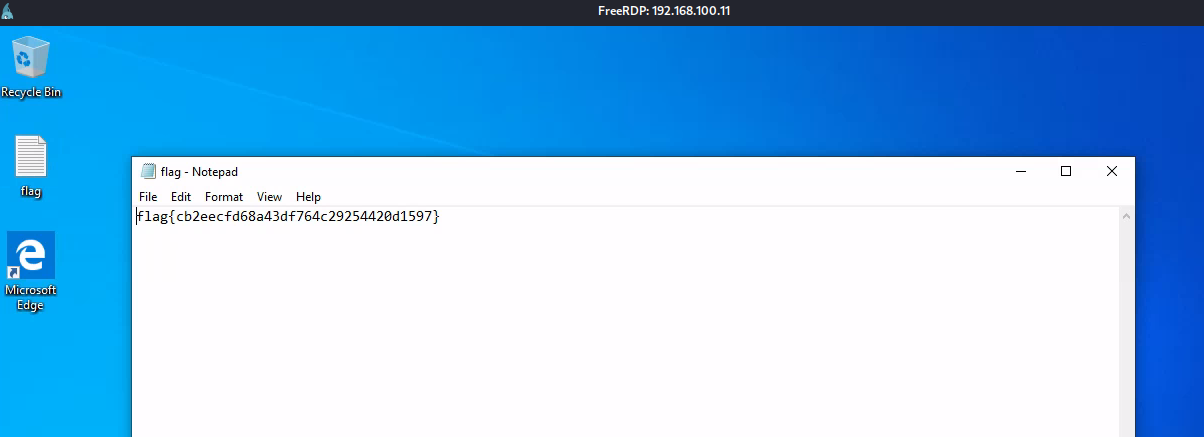 FreeRDP: 192.168.100.11
Recycle Bin
flag
Microsoft
Edge
flag - Notepad
File Edit Format View Help
flag{cb2eecfd68a43df764c29254420d1597}